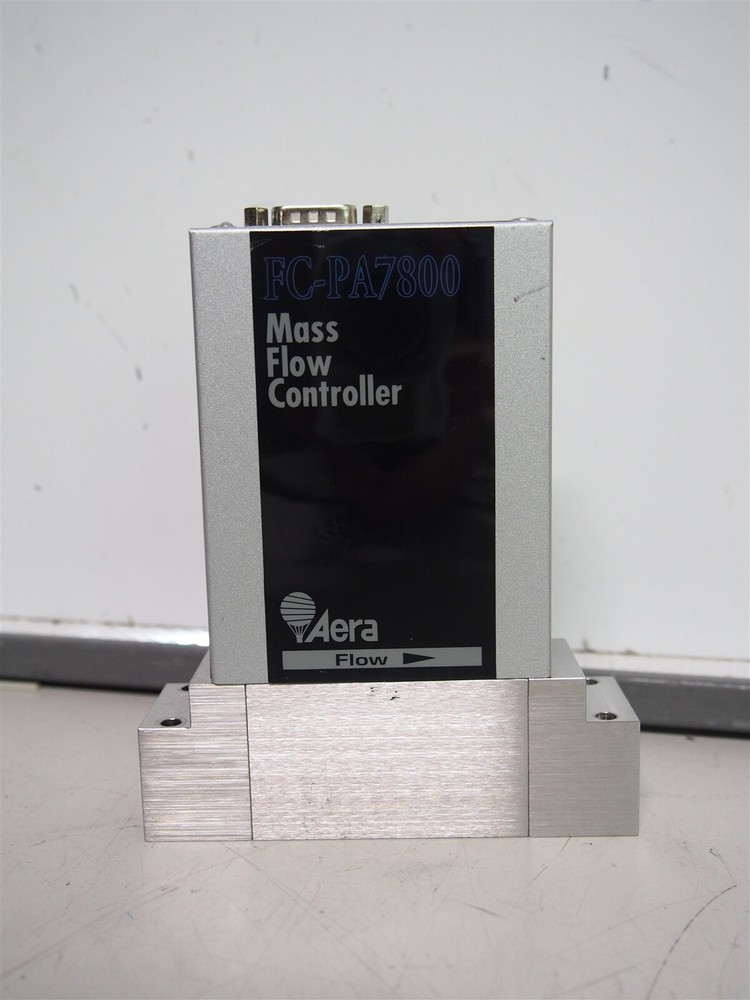 FC-PA7800
Mass
Flow
Controller
Aera
Flow